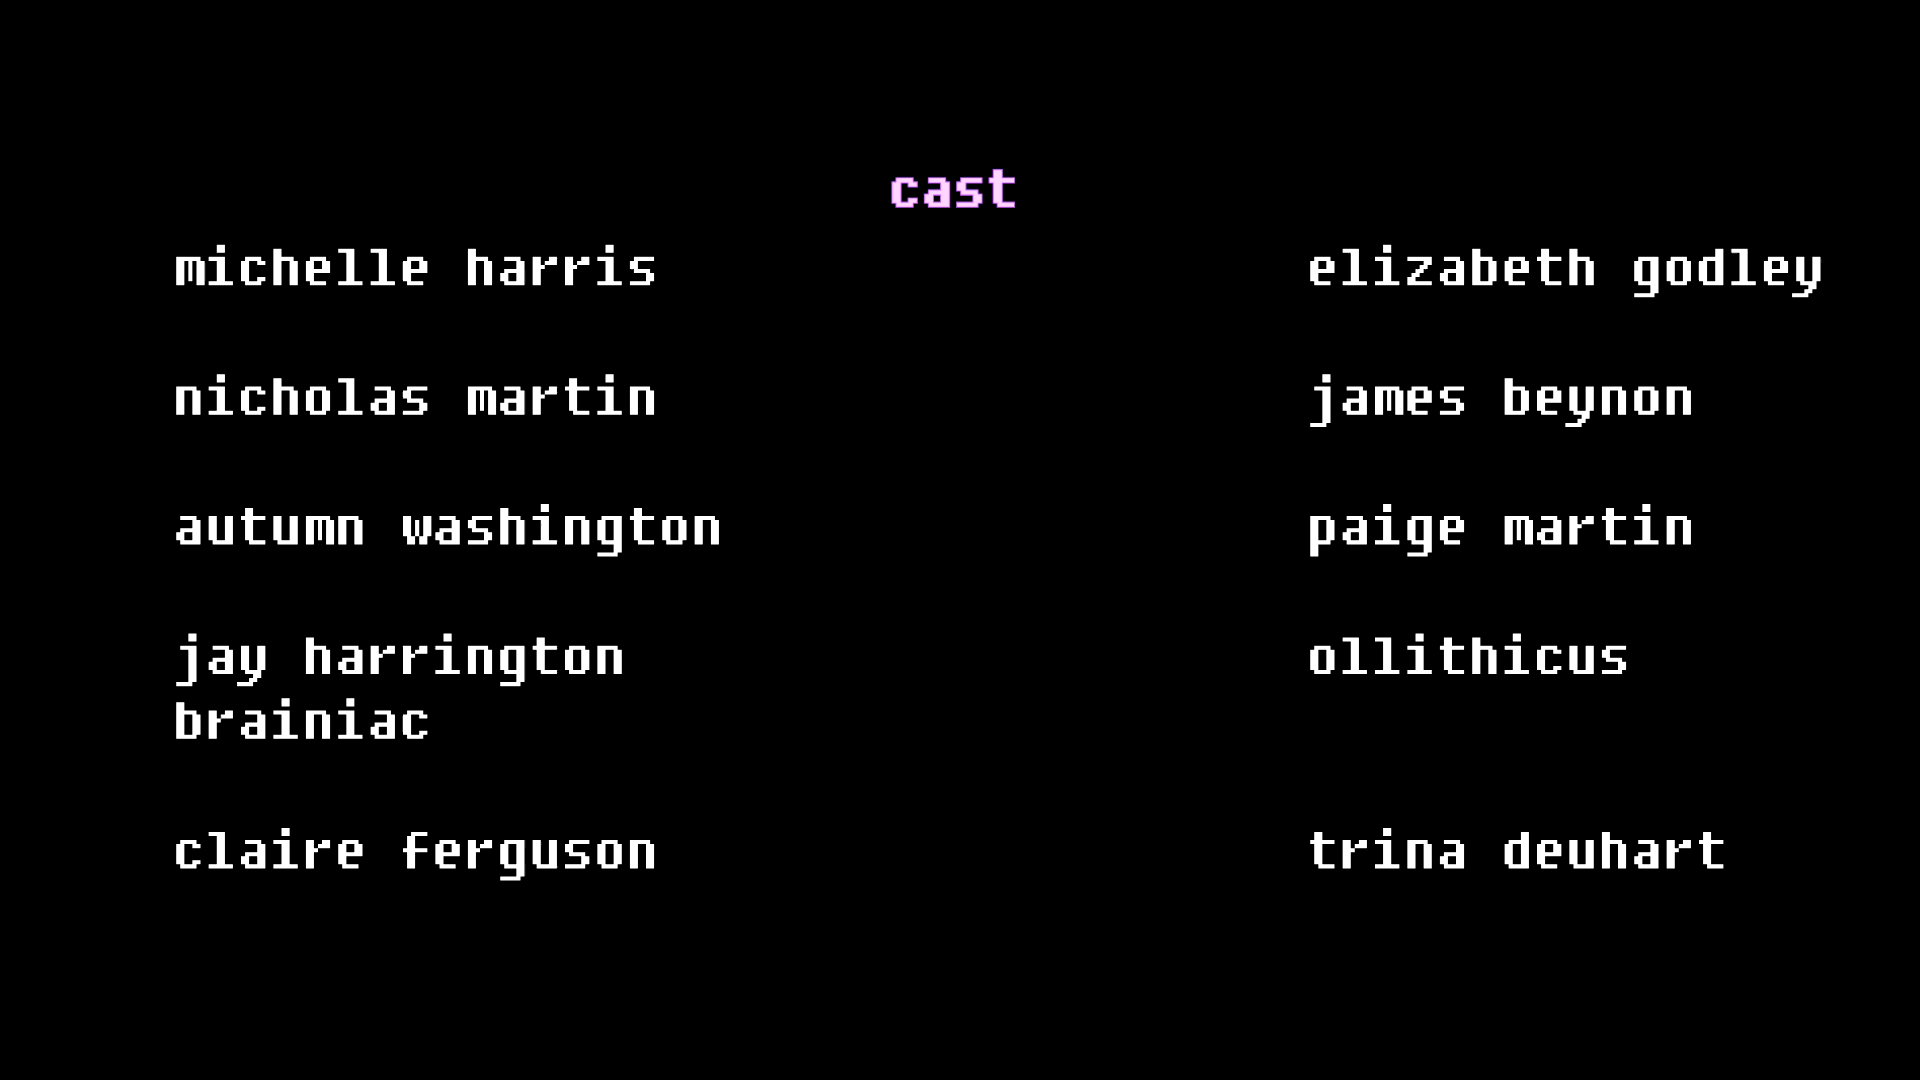 cast
michelle harris elizabeth godley
nicholas martin james beynon
autumn washington paige martin
jay harrington ollithicus
brainiac
claire ferguson trina deuhart